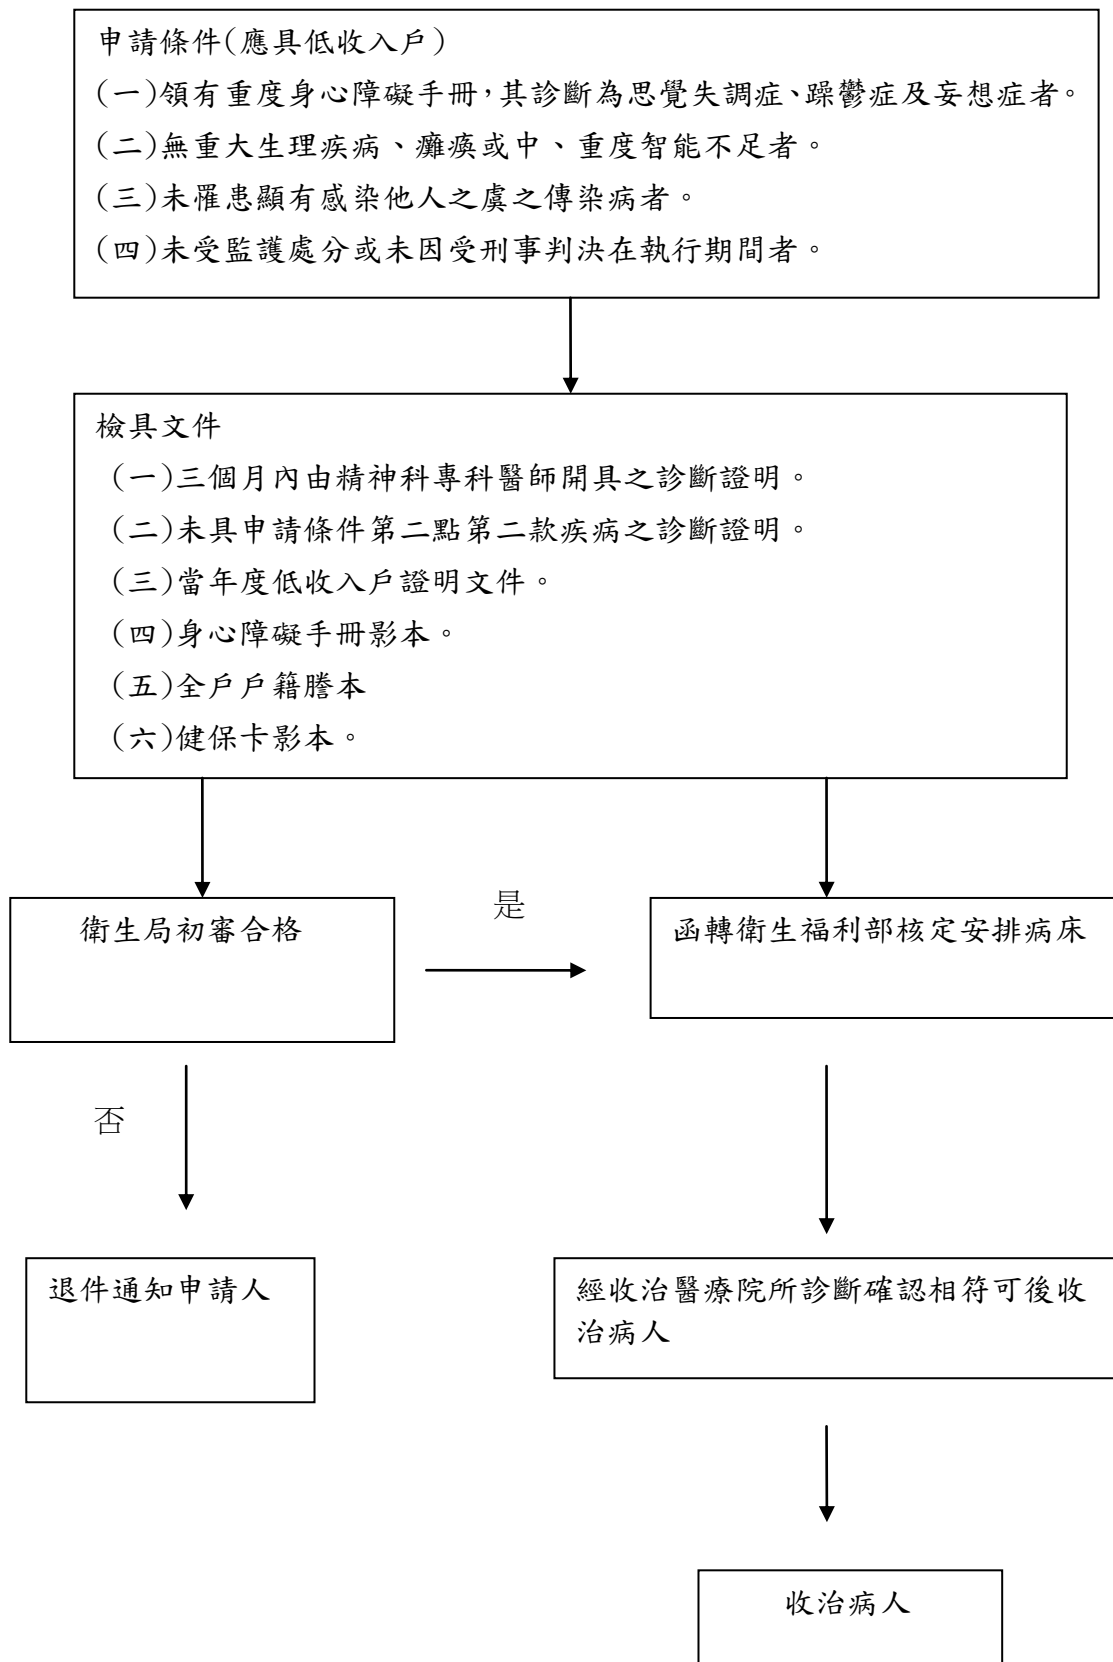 申請條件(應具低收入戶)
(一)領有重度身心障礙手冊，其診斷為思覺失調症、躁鬱症及妄想症者。
(二)無重大生理疾病、癱瘓或中、重度智能不足者。
(三)未罹患顯有感染他人之虞之傳染病者。
(四)未受監護處分或未因受刑事判決在執行期間者。
檢具文件
(一)三個月內由精神科專科醫師開具之診斷證明。
(二)未具申請條件第二點第二款疾病之診斷證明。
(三)當年度低收入戶證明文件。
(四)身心障礙手冊影本。
(五)全戶戶籍謄本
(六)健保卡影本。
衛生局初審合格
是
函轉衛生福利部核定安排病床
否
退件通知申請人
經收治醫療院所診斷確認相符可後收
治病人
收治病人